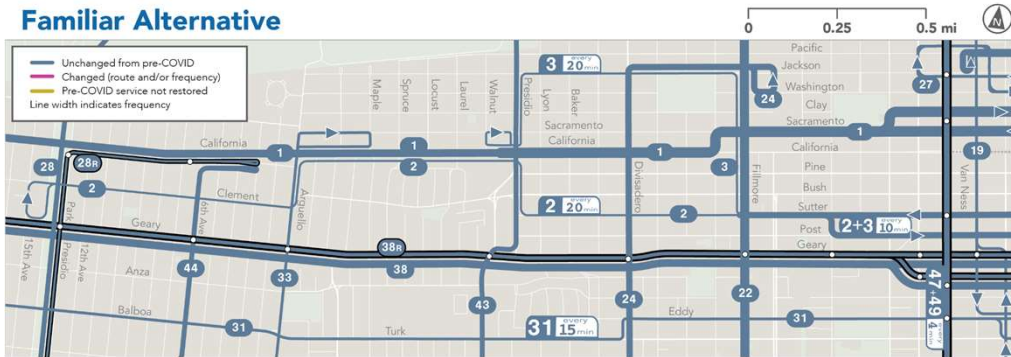 Familiar Alternative
0 0.25 0.5 mi
Unchanged from pre-COVID
Changed (route and/or frequency)
Pre-COVID service not restored
Line width indicates frequency
Pacific
3 every 20 min
Jackson
Washington
24
27
Clay
Sacramento
Maple
Spruce
Locust
Laurel
Walnut
Presidio
Lyon
Baker
Sacramento
California
California
1
1
1
1
California
19
28
28R
2
3
Pine
2
Clement
Bush
6th Ave
Arguello
Divisadero
Fillmore
Van Ness
2 every 20 min
2
Sutter
Post
2+3 every 10 min
Geary
Park Presidio
Geary
38R
38
15th Ave
12th Ave
Anza
44
33
43
24
22
47+49 4 min
Balboa
31
Turk
31 every 15 min
Eddy
31